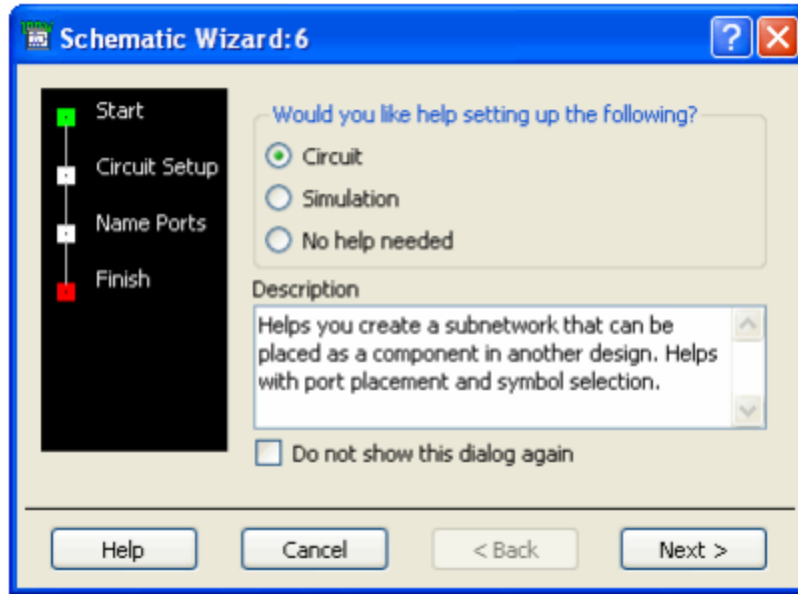 Schematic Wizard:6
Start
Circuit Setup
Name Ports
Finish
Would you like help setting up the following?
Circuit
Simulation
No help needed
Description
Helps you create a subnetwork that can be
placed as a component in another design. Helps
with port placement and symbol selection.
Do not show this dialog again
Help
Cancel
< Back
Next >